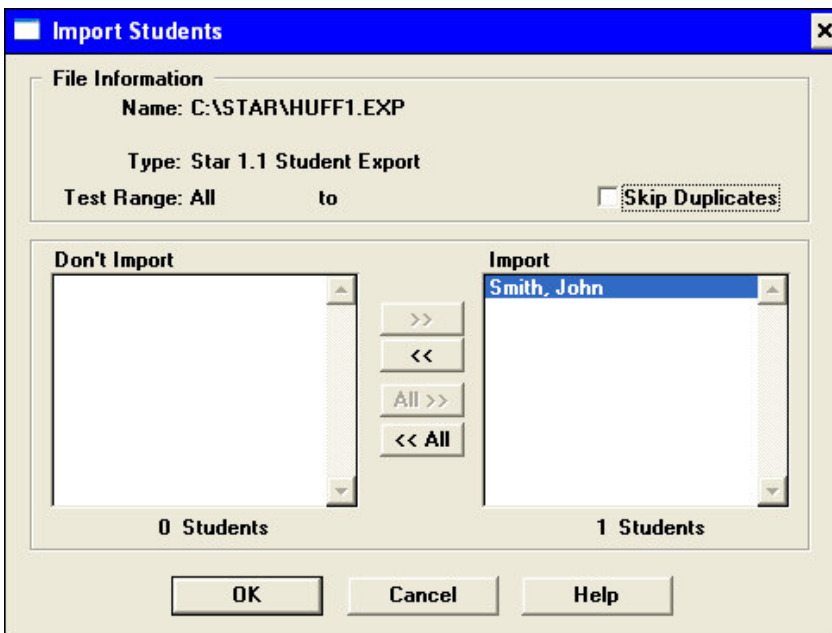 Import Students
File Information
Name: C:\STAR\HUFF1.EXP
Type: Star 1.1 Student Export
Test Range: All to
Skip Duplicates
Don't Import
Import
Smith, John
>>
<<
All >>
<< All
0 Students
1 Students
OK Cancel Help